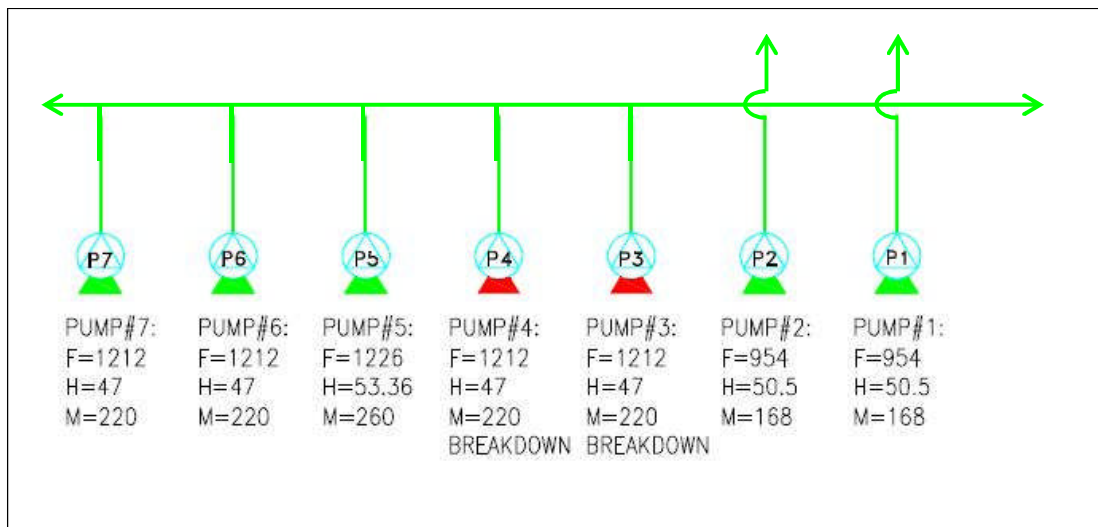 P7
P6
P5
P4
P3
P2
P1
PUMP#7:
F=1212
H=47
M=220
PUMP#6:
F=1212
H=47
M=220
PUMP#5:
F=1226
H=53.36
M=260
PUMP#4:
F=1212
H=47
M=220
BREAKDOWN
PUMP#3:
F=1212
H=47
M=220
BREAKDOWN
PUMP#2:
F=954
H=50.5
M=168
PUMP#1:
F=954
H=50.5
M=168